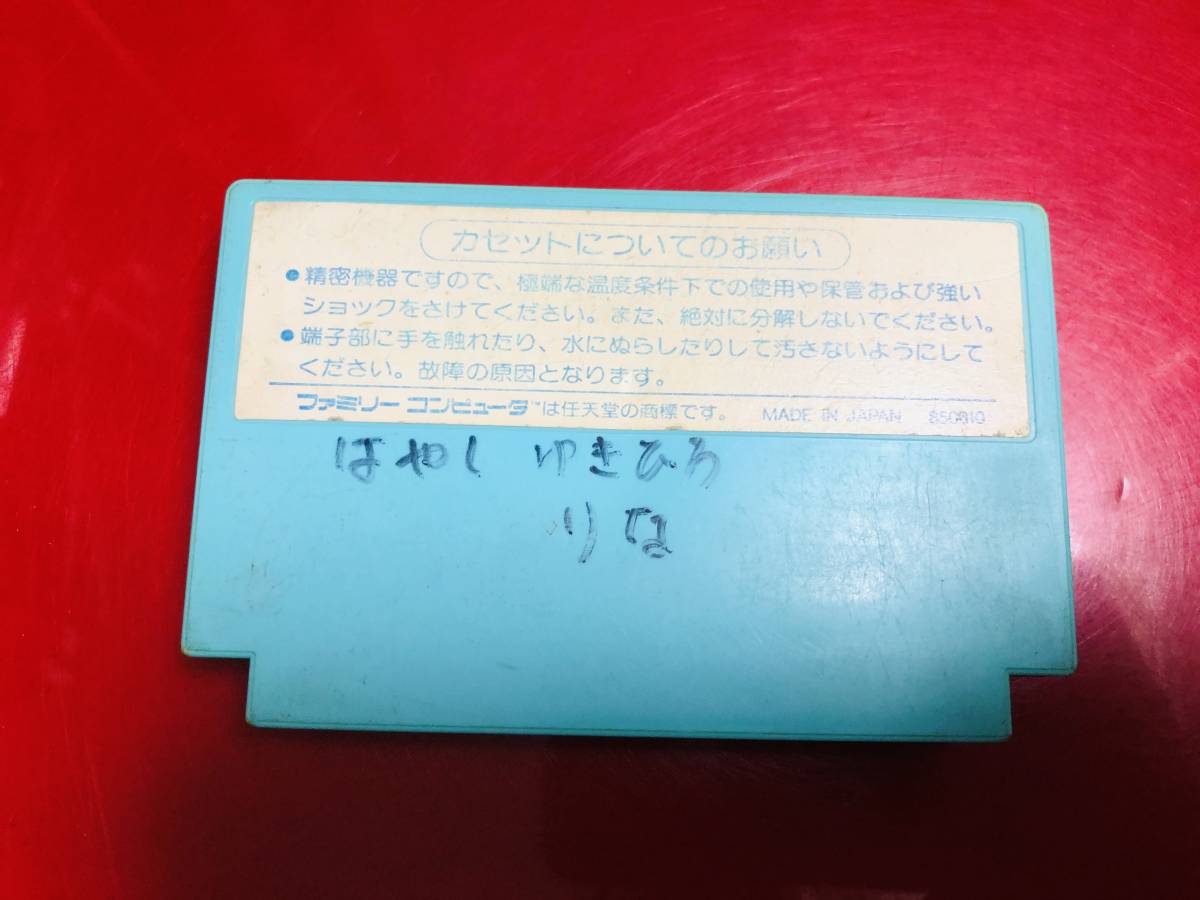 カセットについてのお願い
●精密機器ですので、極端な温度条件下での使用や保管および強い
ショックをさけてください。また、絶対に分解しないでください。
●端子部に手を触れたり、水にぬらしたりして汚さないようにして
ください。故障の原因となります。
ファミリー コンピュータ™は任天堂の商標です。 MADE IN JAPAN
はやし ゆきひろ
りな